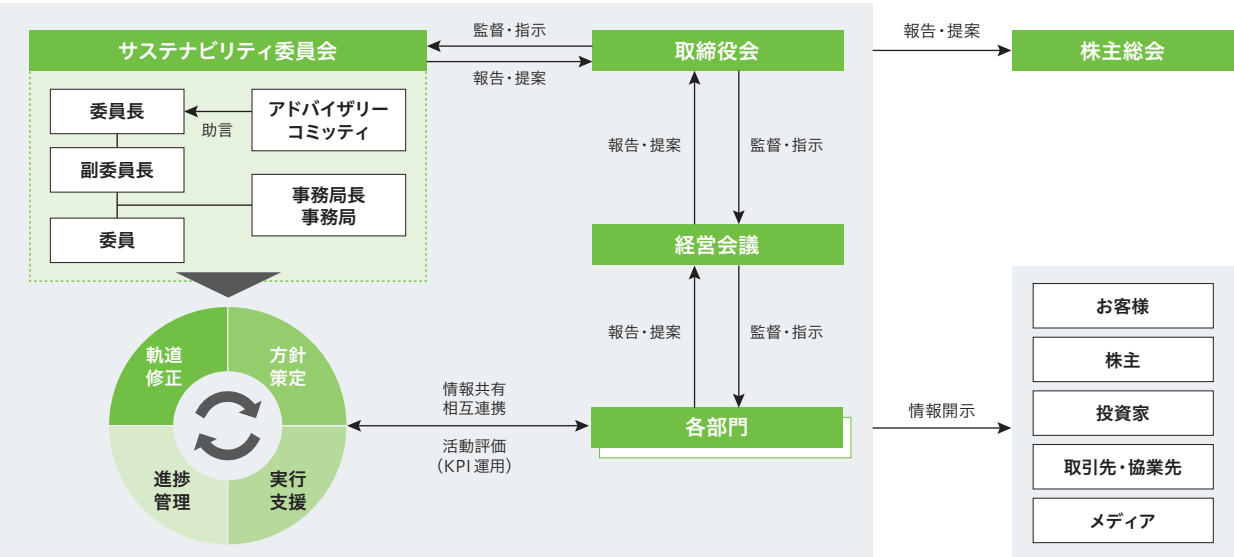 サステナビリティ委員会
監督・指示
報告・提案
取締役会
報告・提案
株主総会
委員長
助言
アドバイザリー
コミッティ
副委員長
事務局長
事務局
委員
報告・提案
監督・指示
経営会議
報告・提案
監督・指示
軌道
修正
方針
策定
進捗
管理
実行
支援
情報共有
相互連携
活動評価
（KPI運用）
各部門
情報開示
お客様
株主
投資家
取引先・協業先
メディア